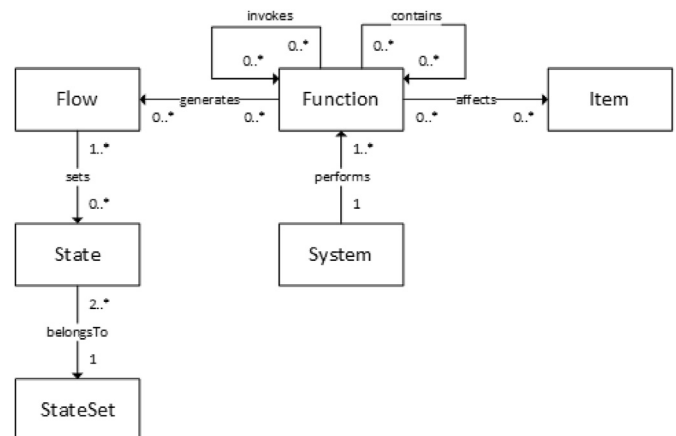 invokes
contains
0..*
0..*
0..*
0..*
Flow
generates
Function
affects
Item
0..*
0..*
0..*
0..*
1..*
1..*
sets
performs
0..*
1
State
System
2..*
belongsTo
1
StateSet